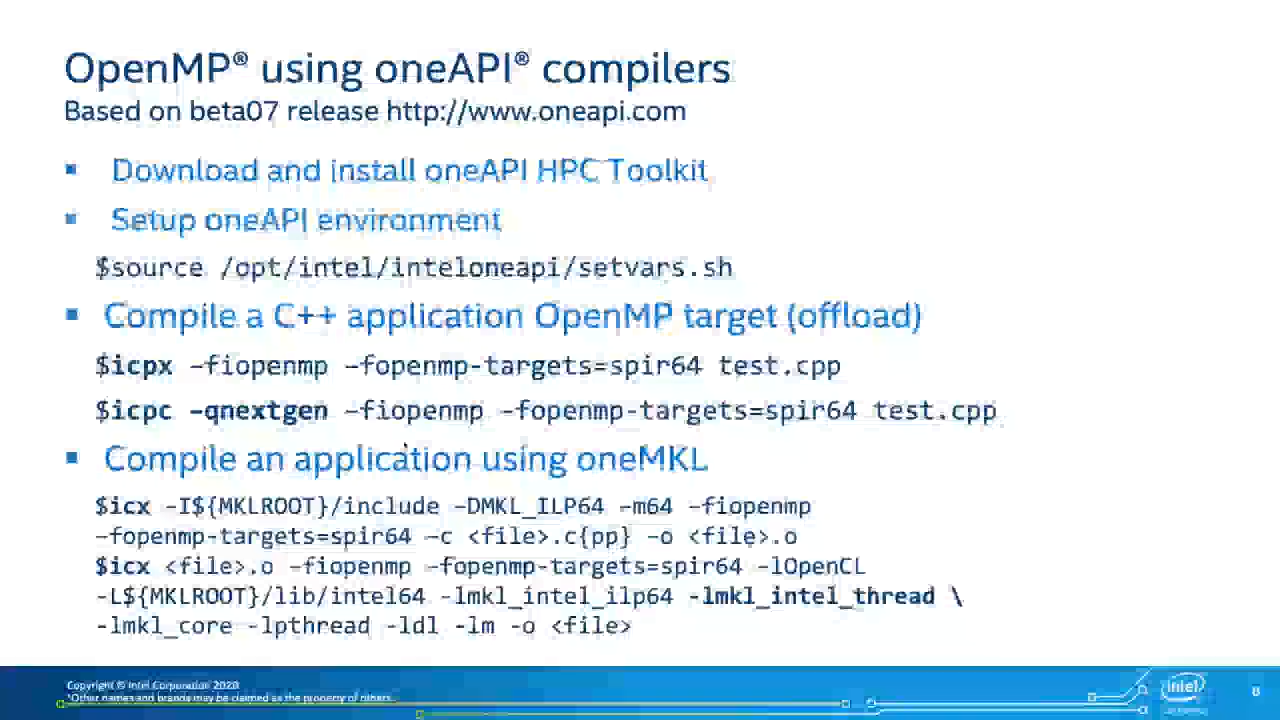 OpenMP® using oneAPI® compilers
Based on beta07 release http://www.oneapi.com
▪ Download and install oneAPI HPC Toolkit
▪ Setup oneAPI environment
$source /opt/intel/inteloneapi/setvars.sh
▪ Compile a C++ application OpenMP target (offload)
$icpx –fiopenmp –fopenmp-targets=spir64 test.cpp
$icpc –qnextgen –fiopenmp –fopenmp-targets=spir64 test.cpp
▪ Compile an application using oneMKL
$icx –I${MKLROOT}/include –DMKL_ILP64 –m64 –fiopenmp
–fopenmp-targets=spir64 –c <file>.c{pp} –o <file>.o
$icx <file>.o –fiopenmp –fopenmp-targets=spir64 –lOpenCL
-L${MKLROOT}/lib/intel64 -lmkl_intel_ilp64 -lmkl_intel_thread \
-lmkl_core -lpthread -ldl -lm -o <file>
Copyright © Intel Corporation 2020
*Other names and brands may be claimed as the property of others.
intel